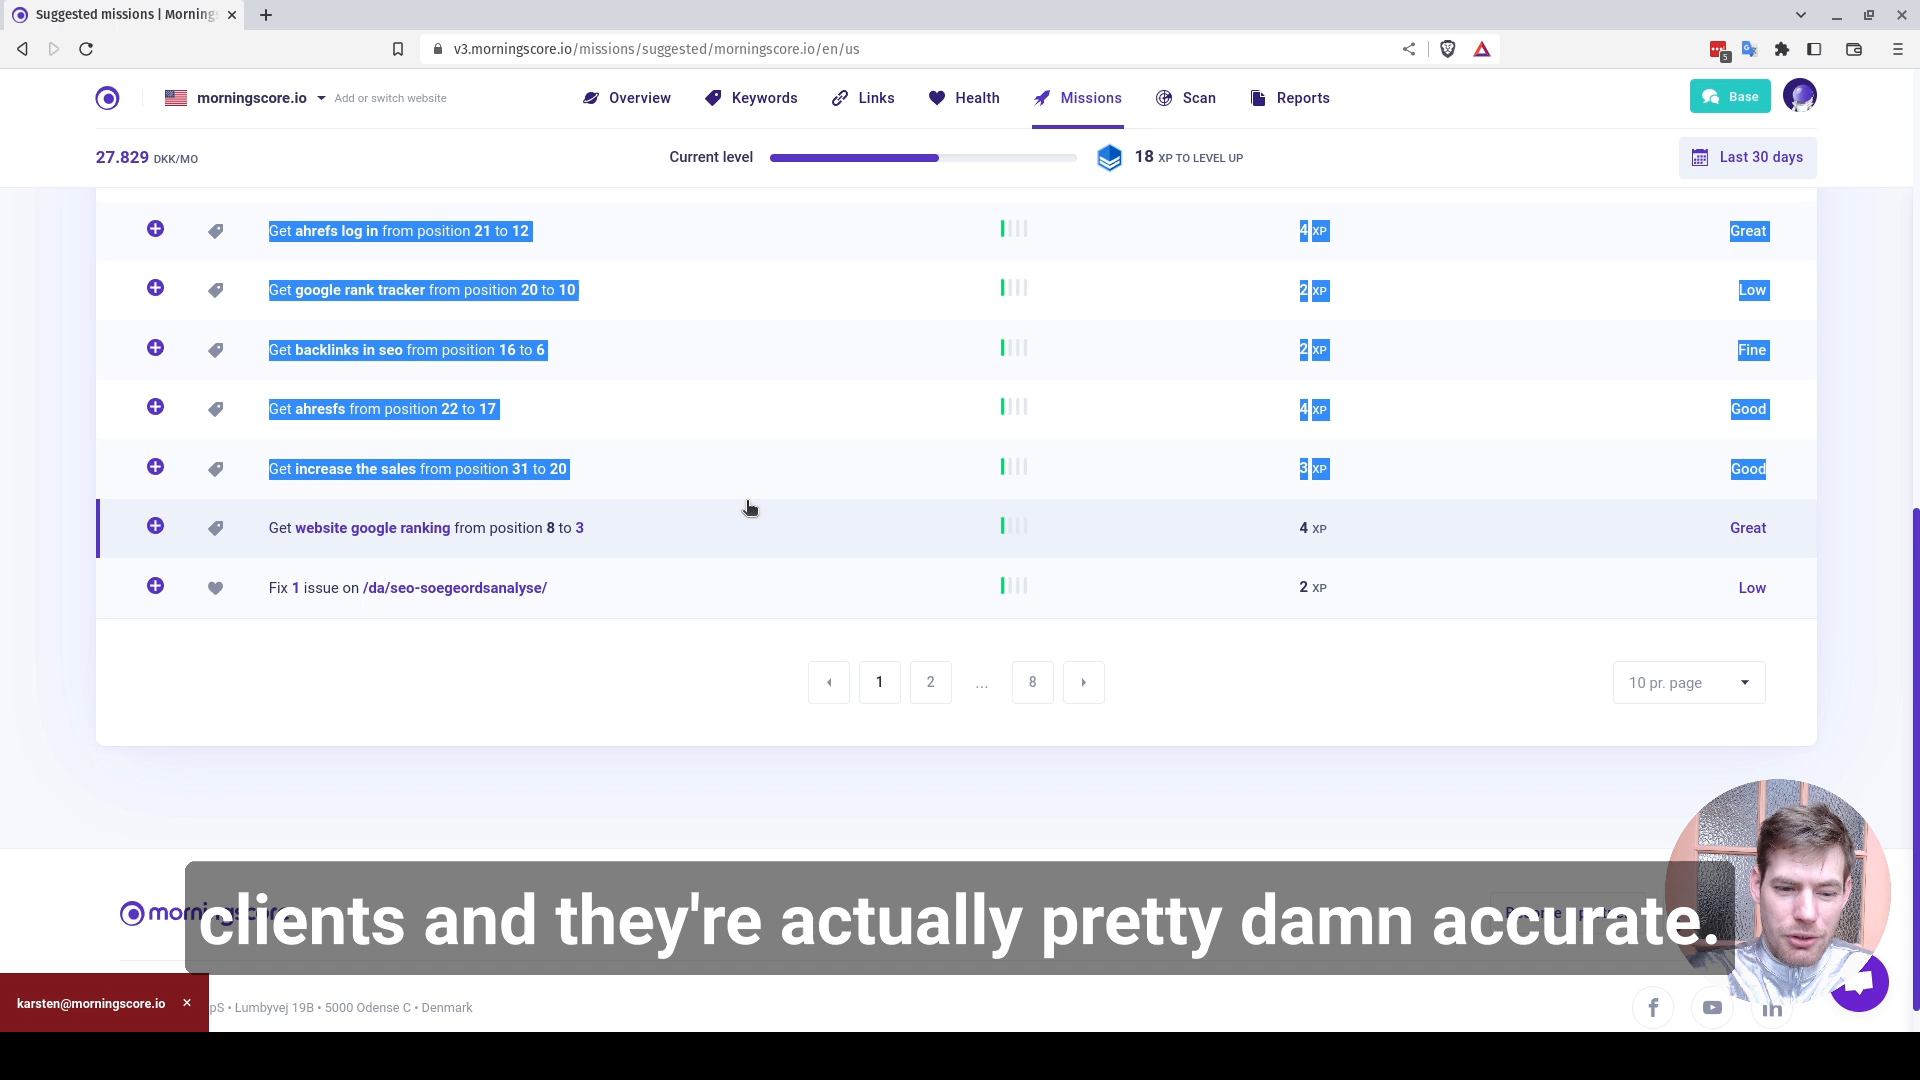 Suggested missions | Morning
v3.morningscore.io/missions/suggested/morningscore.io/en/us
5
morningscore.io
Add or switch website
Overview
Keywords
Links
Health
Missions
Scan
Reports
Base
27.829 DKK/MO
Current level
18 XP TO LEVEL UP
Last 30 days
Get ahrefs log in from position 21 to 12
4 XP
Great
Get google rank tracker from position 20 to 10
2 XP
Low
Get backlinks in seo from position 16 to 6
2 XP
Fine
Get ahresfs from position 22 to 17
4 XP
Good
Get increase the sales from position 31 to 20
3 XP
Good
Get website google ranking from position 8 to 3
4 XP
Great
Fix 1 issue on /da/seo-soegeordsanalyse/
2 XP
Low
1
2
...
8
10 pr. page
morningscore
clients and they're actually pretty damn accurate.
karsten@morningscore.io
pS • Lumbyvej 19B • 5000 Odense C • Denmark